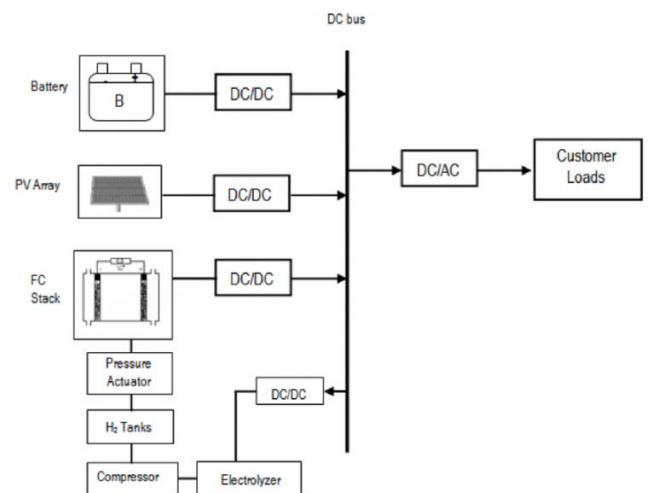 DC bus
Battery
B
DC/DC
PV Array
DC/DC
DC/AC
Customer
Loads
FC
Stack
DC/DC
Pressure
Actuator
DC/DC
H₂ Tanks
Compressor
Electrolyzer